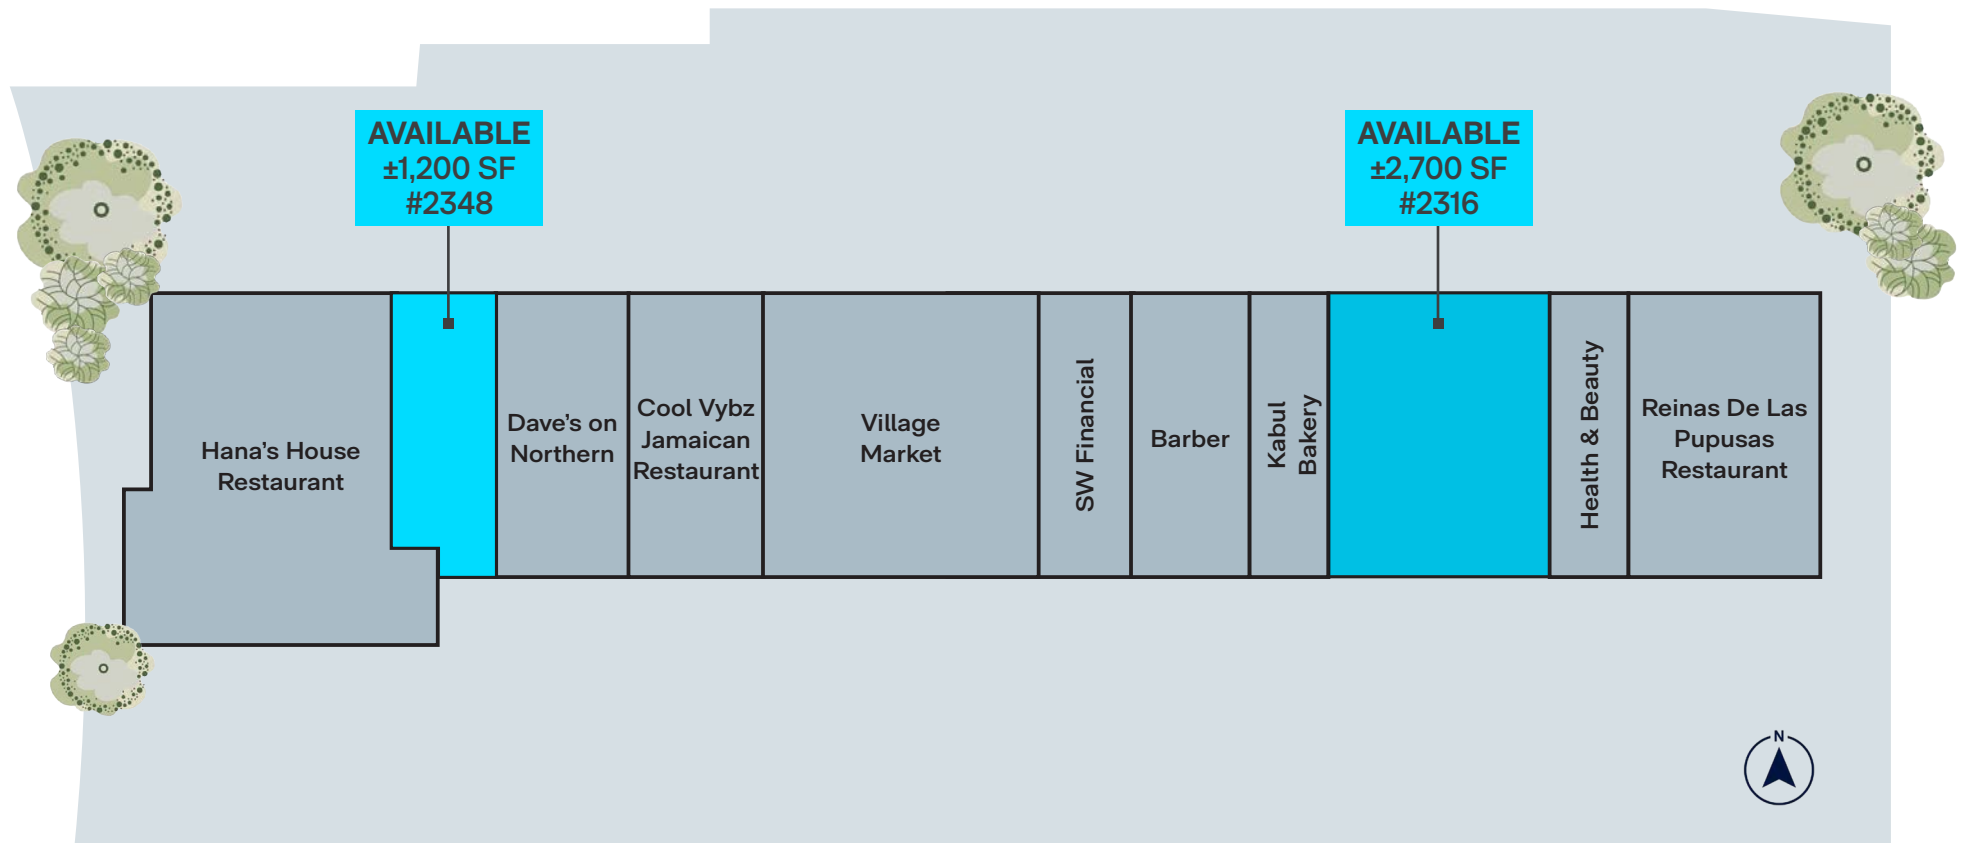 AVAILABLE
±1,200 SF
#2348
AVAILABLE
±2,700 SF
#2316
Hana's House
Restaurant
Dave's on
Northern
Cool Vybz
Jamaican
Restaurant
Village
Market
SW Financial
Barber
Kabul
Bakery
Health & Beauty
Reinas De Las
Pupusas
Restaurant
N